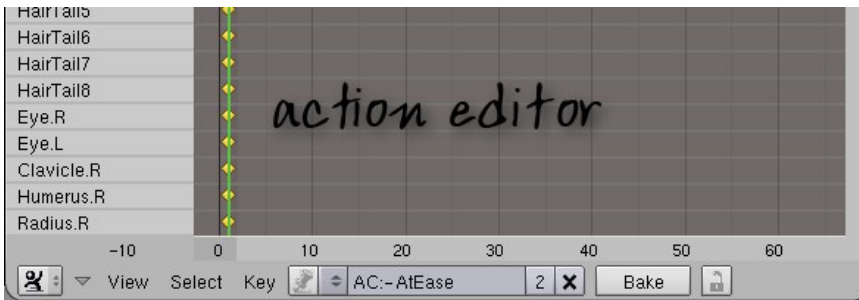 HairTail5
HairTail6
HairTail7
HairTail8
Eye.R
Eye.L
Clavicle.R
Humerus.R
Radius.R
action editor
-10 0 10 20 30 40 50 60
View Select Key AC:-AtEase 2 Bake